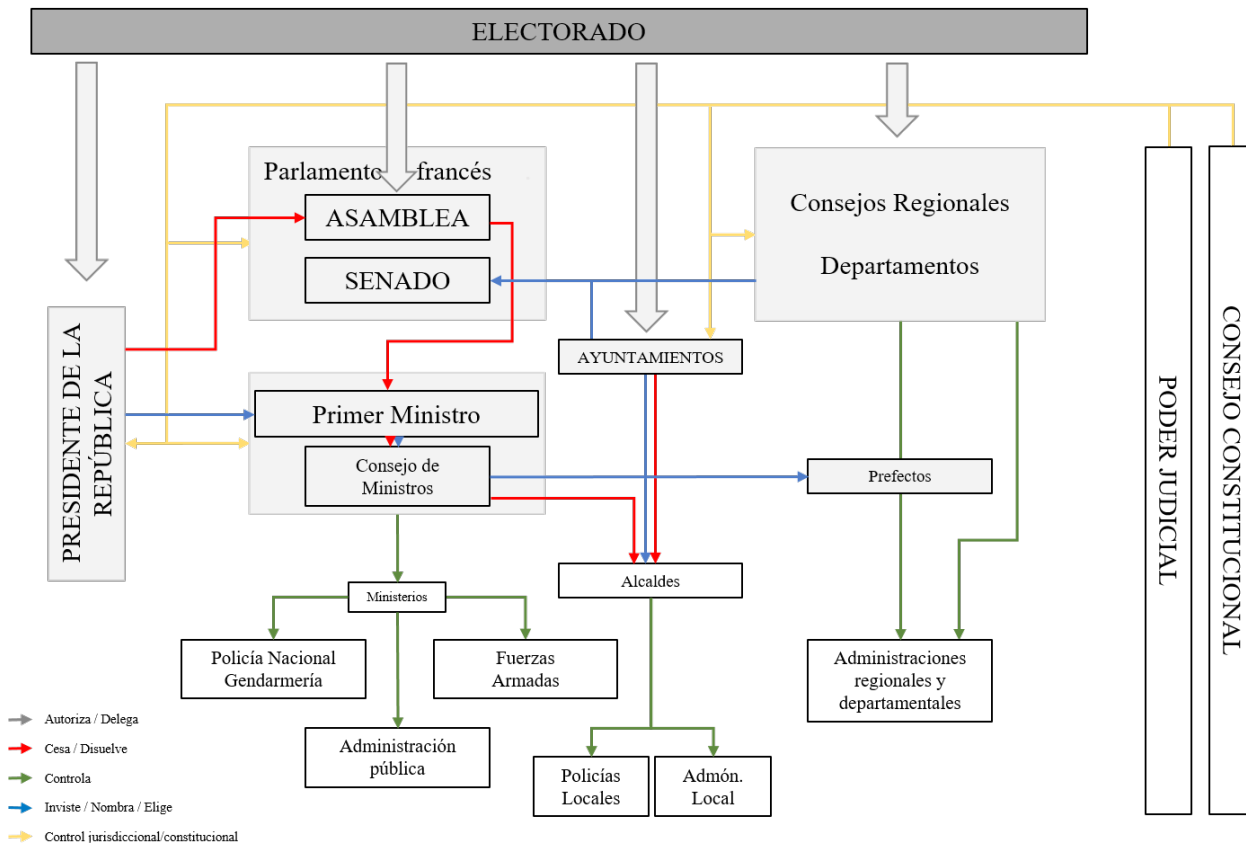 ELECTORADO
Parlamento francés
ASAMBLEA
SENADO
Consejos Regionales
Departamentos
PRESIDENTE DE LA
REPÚBLICA
AYUNTAMIENTOS
Primer Ministro
Consejo de
Ministros
Prefectos
PODER JUDICIAL
CONSEJO CONSTITUCIONAL
Alcaldes
Ministerios
Policía Nacional
Gendarmería
Fuerzas
Armadas
Administraciones
regionales y
departamentales
Administración
pública
Policías
Locales
Admón.
Local
Autoriza / Delega
Cesa / Disuelve
Controla
Inviste / Nombra / Elige
Control jurisdiccional/constitucional